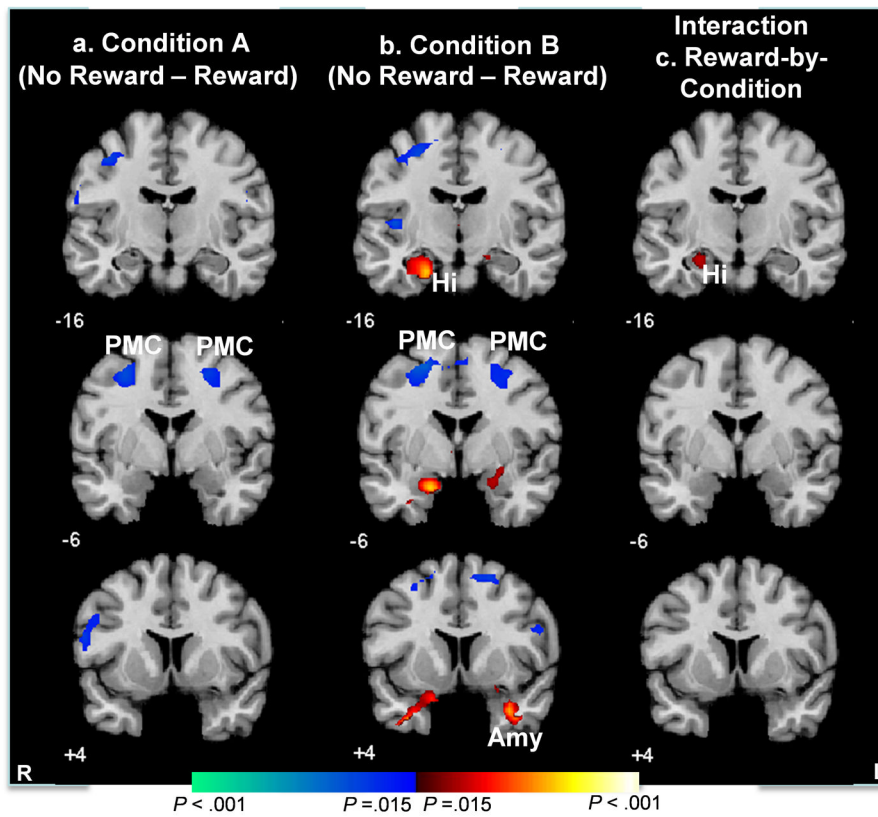 a. Condition A
(No Reward – Reward)
b. Condition B
(No Reward – Reward)
Interaction
c. Reward-by-
Condition
Hi
Hi
-16
-16
-16
PMC
PMC
PMC
PMC
-6
-6
-6
Amy
+4
+4
+4
R
P < .001
P =.015
P =.015
P < .001